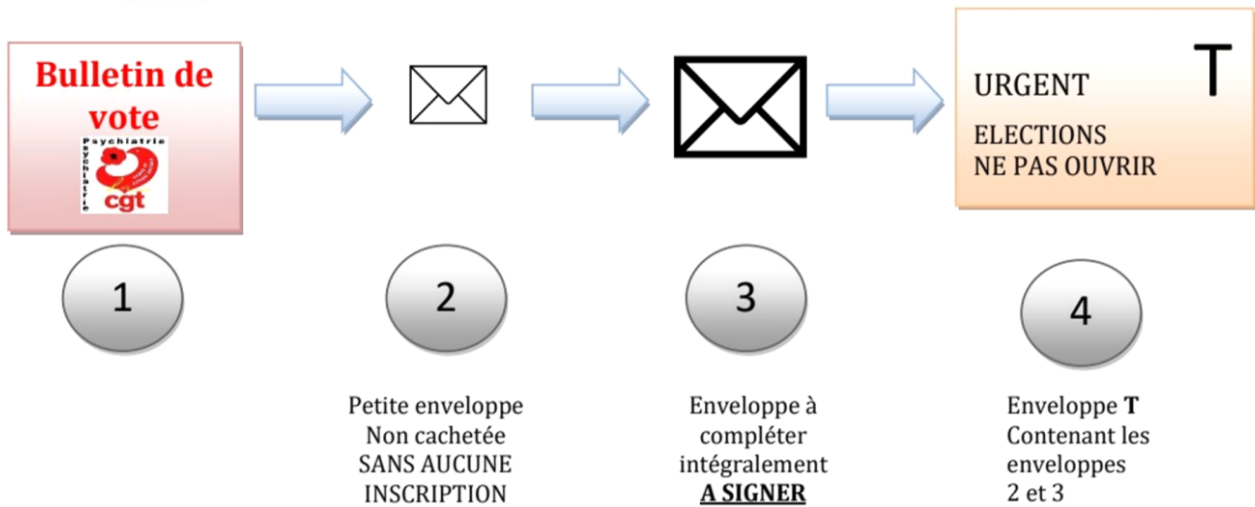 Bulletin de
vote
Psychiatrie
Psychiatrie
cgt
URGENT
T
ELECTIONS
NE PAS OUVRIR
1
2
3
4
Petite enveloppe
Non cachetée
SANS AUCUNE
INSCRIPTION
Enveloppe à
compléter
intégralement
A SIGNER
Enveloppe T
Contenant les
enveloppes
2 et 3